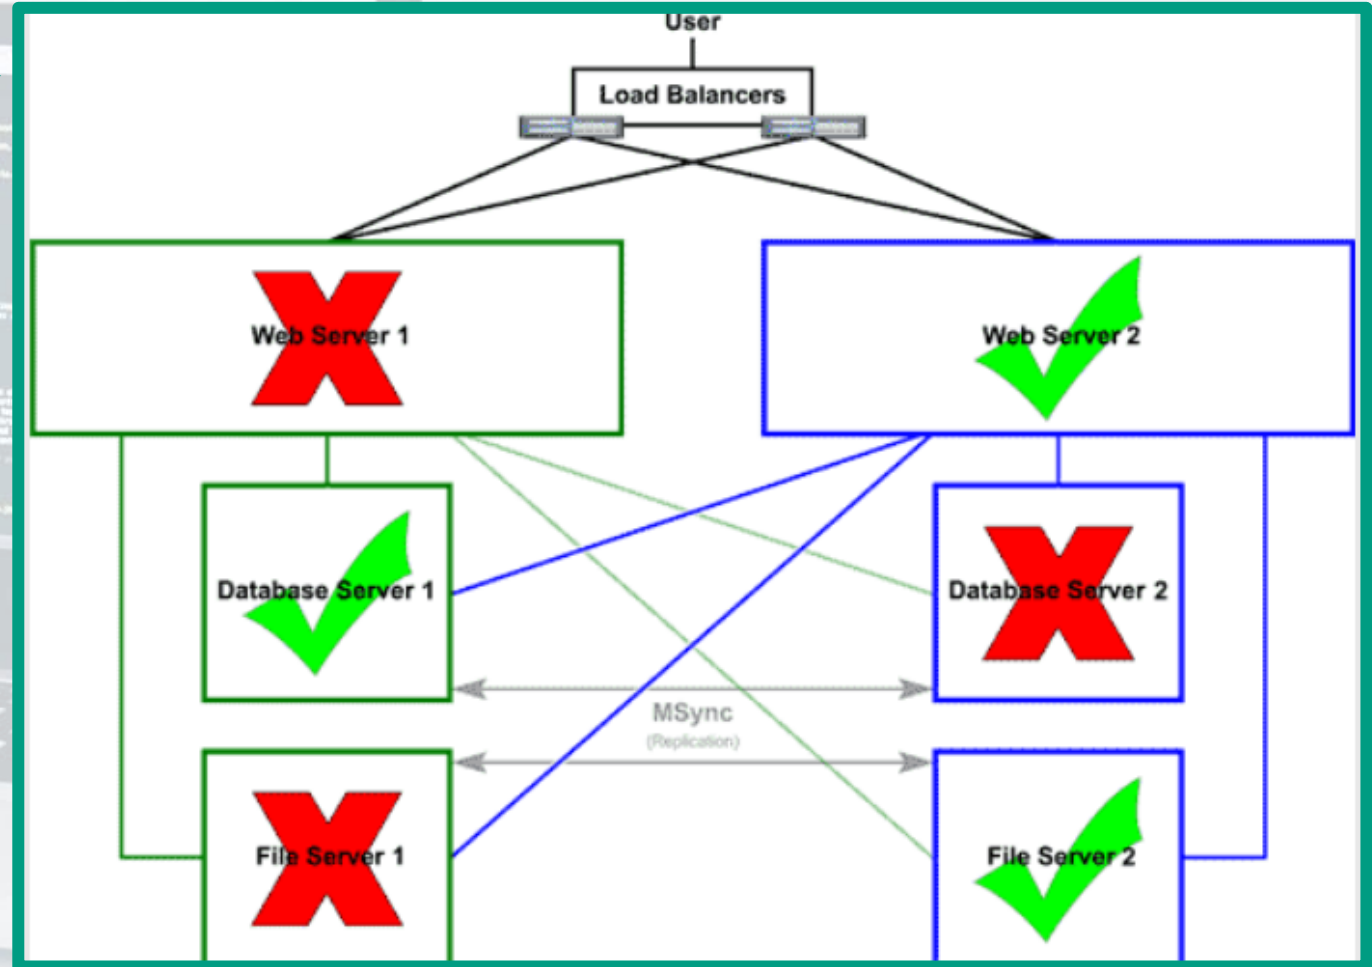 User
Load Balancers
Web Server 1
Web Server 2
Database Server 1
Database Server 2
MSync
(Replication)
File Server 1
File Server 2